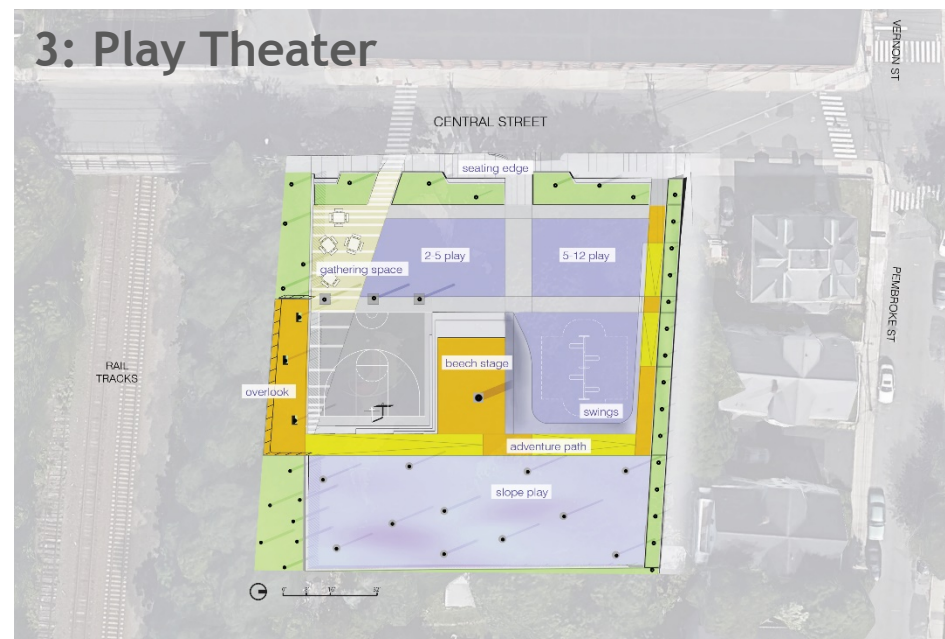 3: Play Theater
VERNON ST
CENTRAL STREET
seating edge
2-5 play
5-12 play
gathering space
PEMBROKE ST
RAIL
TRACKS
beech stage
overlook
swings
adventure path
slope play